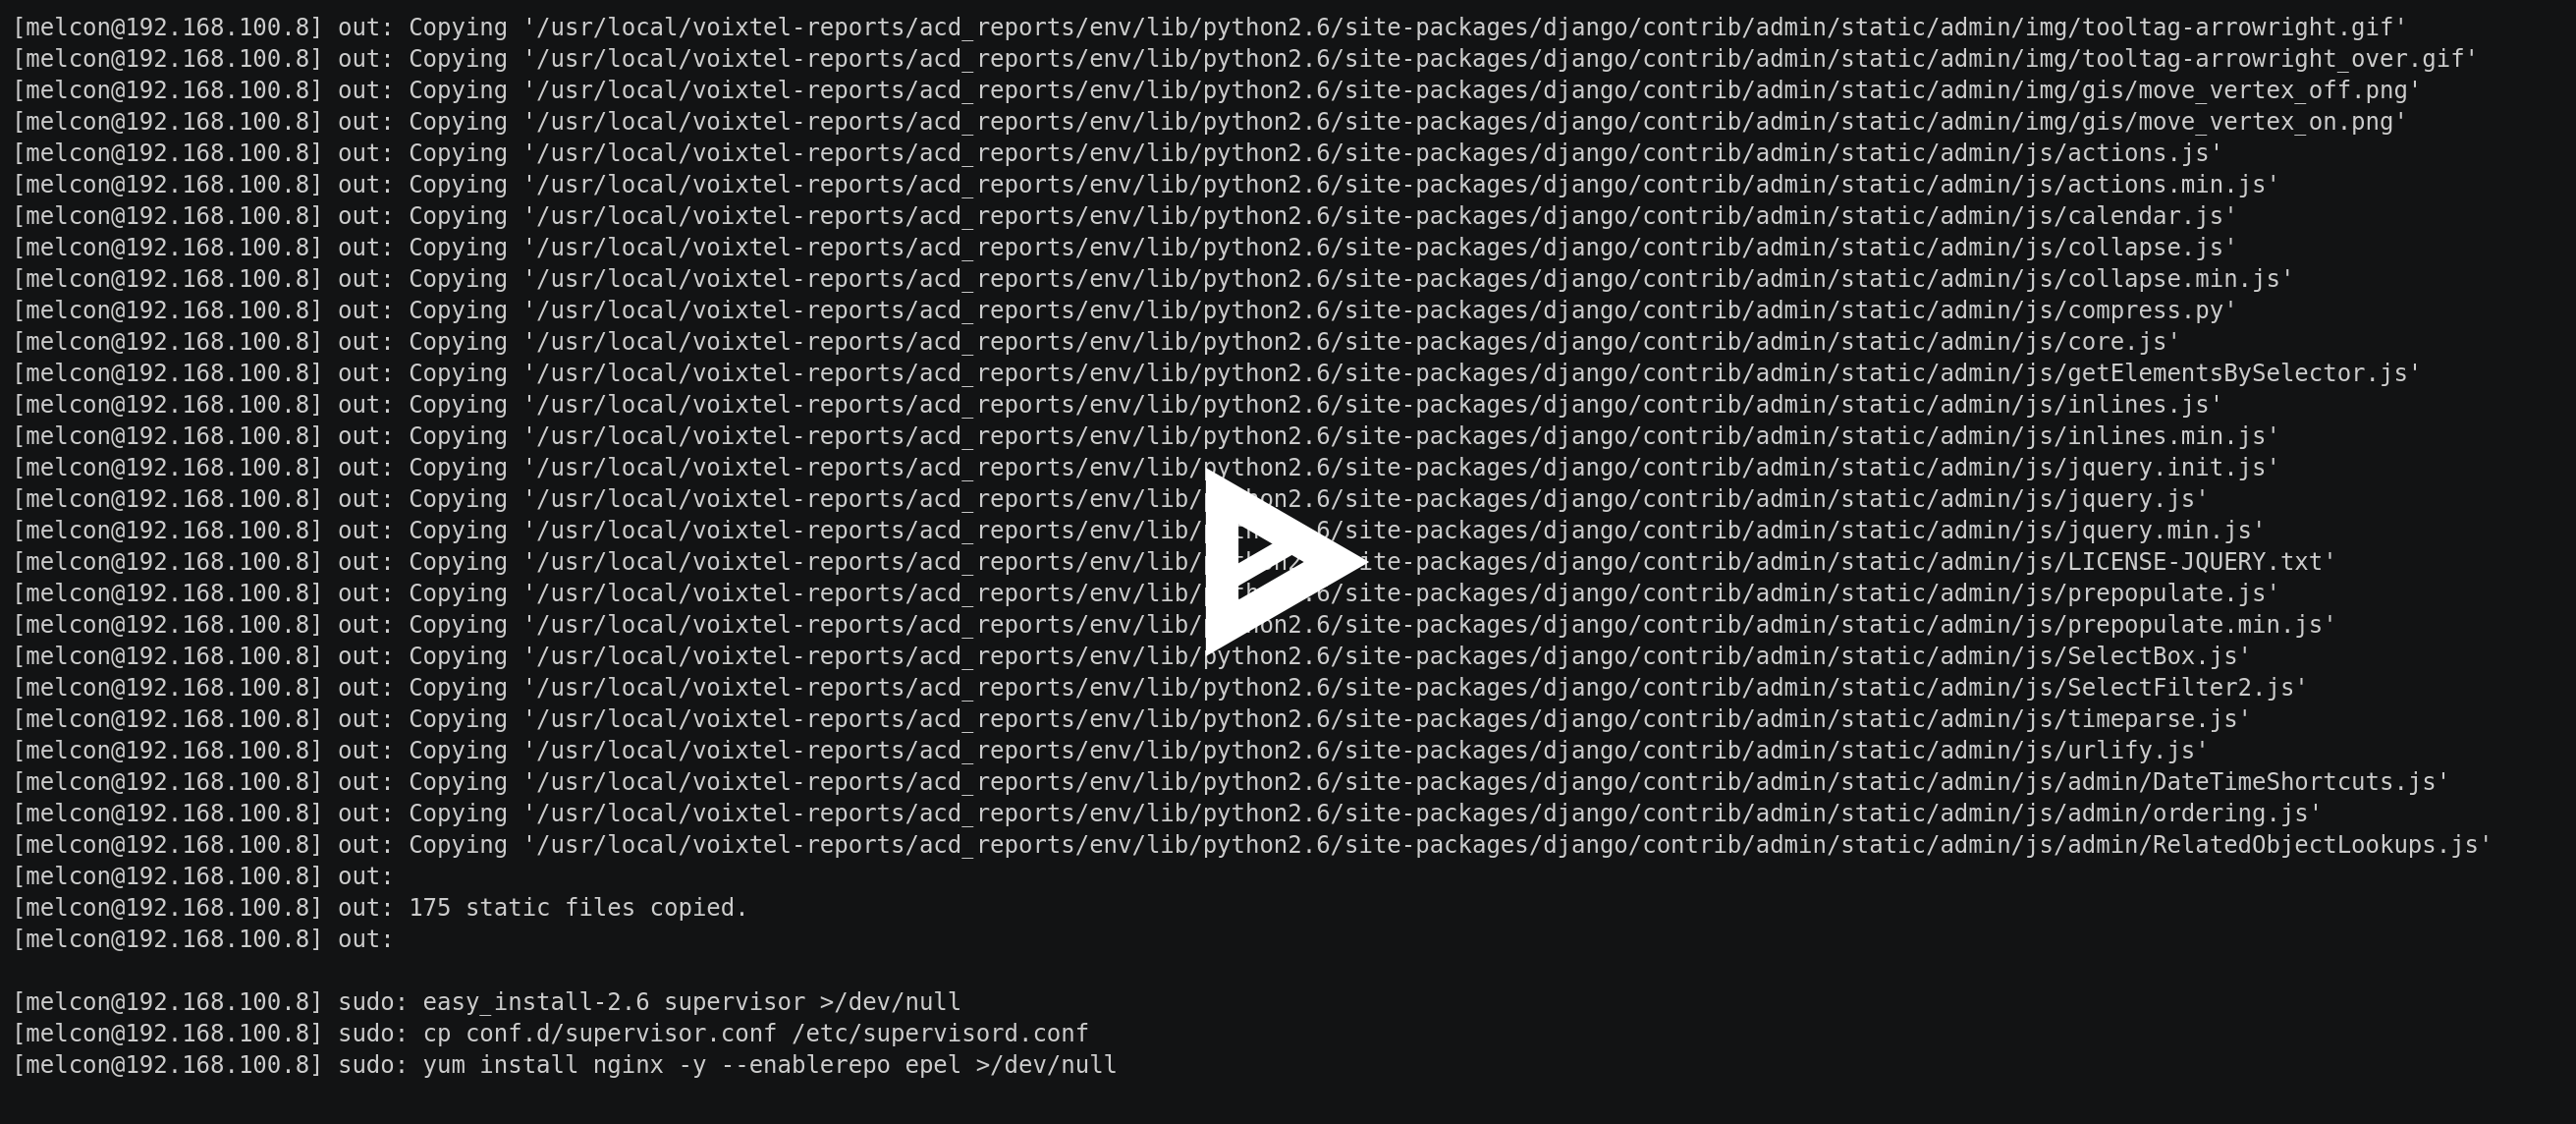 [melcon@192.168.100.8] out: Copying '/usr/local/voixtel-reports/acd_reports/env/lib/python2.6/site-packages/django/contrib/admin/static/admin/img/tooltag-arrowright.gif'
[melcon@192.168.100.8] out: Copying '/usr/local/voixtel-reports/acd_reports/env/lib/python2.6/site-packages/django/contrib/admin/static/admin/img/tooltag-arrowright_over.gif'
[melcon@192.168.100.8] out: Copying '/usr/local/voixtel-reports/acd_reports/env/lib/python2.6/site-packages/django/contrib/admin/static/admin/img/gis/move_vertex_off.png'
[melcon@192.168.100.8] out: Copying '/usr/local/voixtel-reports/acd_reports/env/lib/python2.6/site-packages/django/contrib/admin/static/admin/img/gis/move_vertex_on.png'
[melcon@192.168.100.8] out: Copying '/usr/local/voixtel-reports/acd_reports/env/lib/python2.6/site-packages/django/contrib/admin/static/admin/js/actions.js'
[melcon@192.168.100.8] out: Copying '/usr/local/voixtel-reports/acd_reports/env/lib/python2.6/site-packages/django/contrib/admin/static/admin/js/actions.min.js'
[melcon@192.168.100.8] out: Copying '/usr/local/voixtel-reports/acd_reports/env/lib/python2.6/site-packages/django/contrib/admin/static/admin/js/calendar.js'
[melcon@192.168.100.8] out: Copying '/usr/local/voixtel-reports/acd_reports/env/lib/python2.6/site-packages/django/contrib/admin/static/admin/js/collapse.js'
[melcon@192.168.100.8] out: Copying '/usr/local/voixtel-reports/acd_reports/env/lib/python2.6/site-packages/django/contrib/admin/static/admin/js/collapse.min.js'
[melcon@192.168.100.8] out: Copying '/usr/local/voixtel-reports/acd_reports/env/lib/python2.6/site-packages/django/contrib/admin/static/admin/js/compress.py'
[melcon@192.168.100.8] out: Copying '/usr/local/voixtel-reports/acd_reports/env/lib/python2.6/site-packages/django/contrib/admin/static/admin/js/core.js'
[melcon@192.168.100.8] out: Copying '/usr/local/voixtel-reports/acd_reports/env/lib/python2.6/site-packages/django/contrib/admin/static/admin/js/getElementsBySelector.js'
[melcon@192.168.100.8] out: Copying '/usr/local/voixtel-reports/acd_reports/env/lib/python2.6/site-packages/django/contrib/admin/static/admin/js/inlines.js'
[melcon@192.168.100.8] out: Copying '/usr/local/voixtel-reports/acd_reports/env/lib/python2.6/site-packages/django/contrib/admin/static/admin/js/inlines.min.js'
[melcon@192.168.100.8] out: Copying '/usr/local/voixtel-reports/acd_reports/env/lib/python2.6/site-packages/django/contrib/admin/static/admin/js/jquery.init.js'
[melcon@192.168.100.8] out: Copying '/usr/local/voixtel-reports/acd_reports/env/lib/python2.6/site-packages/django/contrib/admin/static/admin/js/jquery.js'
[melcon@192.168.100.8] out: Copying '/usr/local/voixtel-reports/acd_reports/env/lib/python2.6/site-packages/django/contrib/admin/static/admin/js/jquery.min.js'
[melcon@192.168.100.8] out: Copying '/usr/local/voixtel-reports/acd_reports/env/lib/python2.6/site-packages/django/contrib/admin/static/admin/js/LICENSE-JQUERY.txt'
[melcon@192.168.100.8] out: Copying '/usr/local/voixtel-reports/acd_reports/env/lib/python2.6/site-packages/django/contrib/admin/static/admin/js/prepopulate.js'
[melcon@192.168.100.8] out: Copying '/usr/local/voixtel-reports/acd_reports/env/lib/python2.6/site-packages/django/contrib/admin/static/admin/js/prepopulate.min.js'
[melcon@192.168.100.8] out: Copying '/usr/local/voixtel-reports/acd_reports/env/lib/python2.6/site-packages/django/contrib/admin/static/admin/js/SelectBox.js'
[melcon@192.168.100.8] out: Copying '/usr/local/voixtel-reports/acd_reports/env/lib/python2.6/site-packages/django/contrib/admin/static/admin/js/SelectFilter2.js'
[melcon@192.168.100.8] out: Copying '/usr/local/voixtel-reports/acd_reports/env/lib/python2.6/site-packages/django/contrib/admin/static/admin/js/timeparse.js'
[melcon@192.168.100.8] out: Copying '/usr/local/voixtel-reports/acd_reports/env/lib/python2.6/site-packages/django/contrib/admin/static/admin/js/urlify.js'
[melcon@192.168.100.8] out: Copying '/usr/local/voixtel-reports/acd_reports/env/lib/python2.6/site-packages/django/contrib/admin/static/admin/js/admin/DateTimeShortcuts.js'
[melcon@192.168.100.8] out: Copying '/usr/local/voixtel-reports/acd_reports/env/lib/python2.6/site-packages/django/contrib/admin/static/admin/js/admin/ordering.js'
[melcon@192.168.100.8] out: Copying '/usr/local/voixtel-reports/acd_reports/env/lib/python2.6/site-packages/django/contrib/admin/static/admin/js/admin/RelatedObjectLookups.js'
[melcon@192.168.100.8] out:
[melcon@192.168.100.8] out: 175 static files copied.
[melcon@192.168.100.8] out:
[melcon@192.168.100.8] sudo: easy_install-2.6 supervisor >/dev/null
[melcon@192.168.100.8] sudo: cp conf.d/supervisor.conf /etc/supervisord.conf
[melcon@192.168.100.8] sudo: yum install nginx -y --enablerepo epel >/dev/null